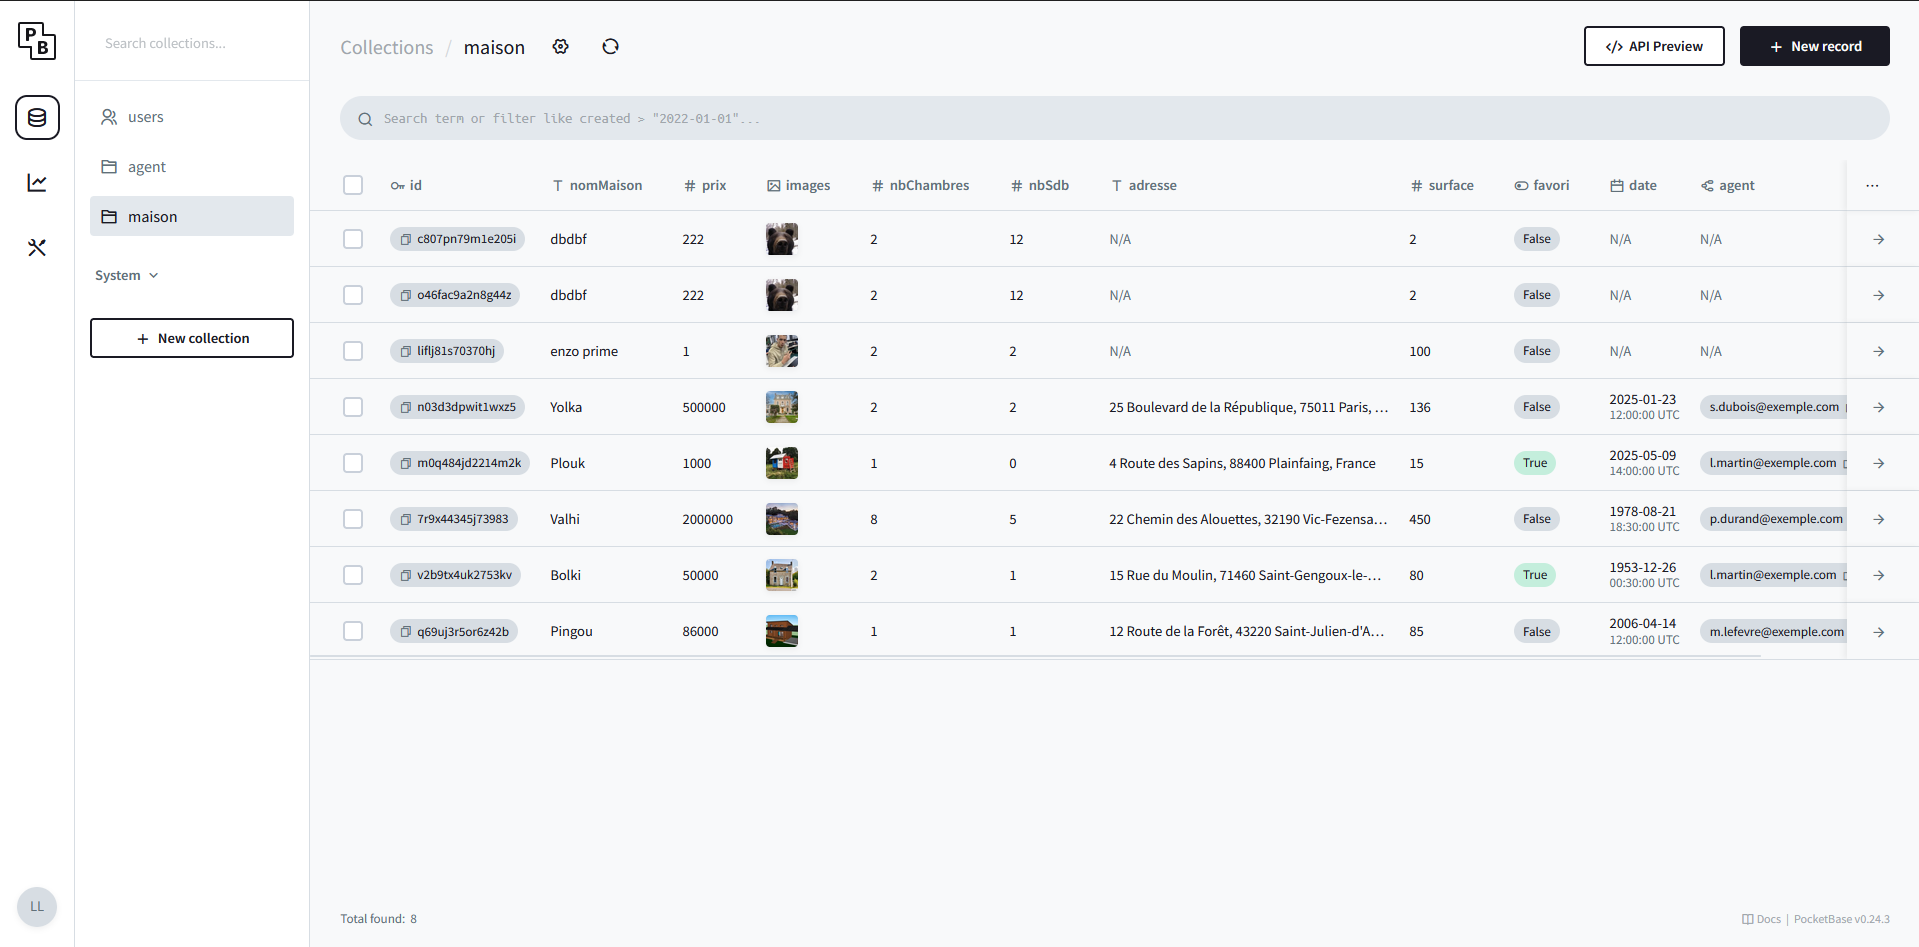 PB
Search collections...
users
agent
maison
System
+ New collection
LL
Collections / maison
</> API Preview
+ New record
Search term or filter like created > "2022-01-01"...
id nomMaison # prix images # nbChambres # nbSdb adresse # surface favori date agent ...
c807pn79m1e205i dbdbf 222 2 12 N/A 2 False N/A N/A
o46fac9a2n8g44z dbdbf 222 2 12 N/A 2 False N/A N/A
liflj81s70370hj enzo prime 1 2 2 N/A 100 False N/A N/A
n03d3dpwit1wxz5 Yolka 500000 2 2 25 Boulevard de la République, 75011 Paris, ... 136 False 2025-01-23 12:00:00 UTC s.dubois@exemple.com
m0q484jd2214m2k Plouk 1000 1 0 4 Route des Sapins, 88400 Plainfaing, France 15 True 2025-05-09 14:00:00 UTC l.martin@exemple.com
7r9x44345j73983 Valhi 2000000 8 5 22 Chemin des Alouettes, 32190 Vic-Fezensa... 450 False 1978-08-21 18:30:00 UTC p.durand@exemple.com
v2b9tx4uk2753kv Bolki 50000 2 1 15 Rue du Moulin, 71460 Saint-Gengoux-le-... 80 True 1953-12-26 00:30:00 UTC l.martin@exemple.com
q69uj3r5or6z42b Pingou 86000 1 1 12 Route de la Forêt, 43220 Saint-Julien-d'A... 85 False 2006-04-14 12:00:00 UTC m.lefevre@exemple.com
Total found: 8
Docs | PocketBase v0.24.3